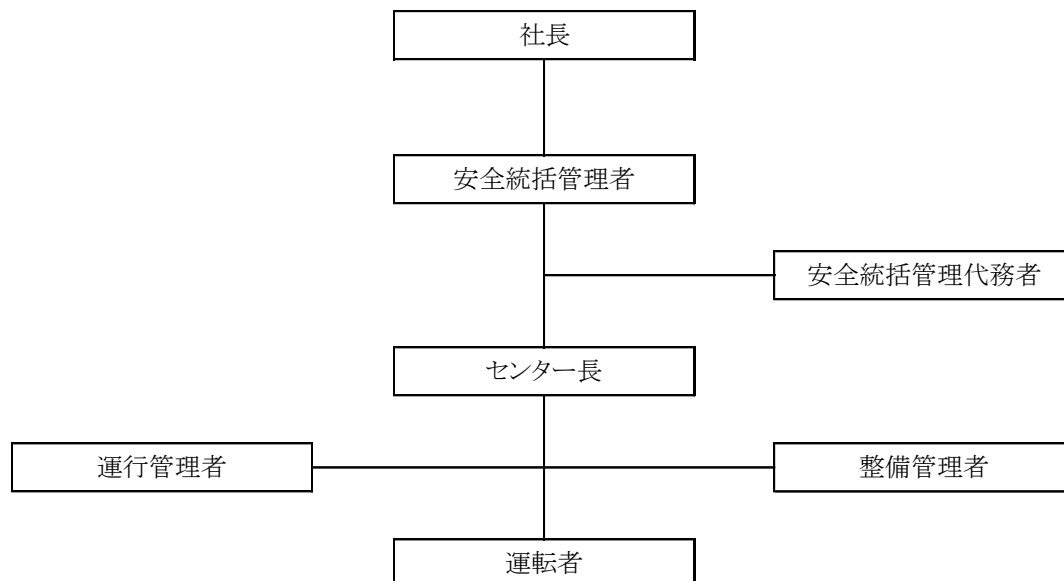 社長
安全統括管理者
安全統括管理代務者
センター長
運行管理者
整備管理者
運転者